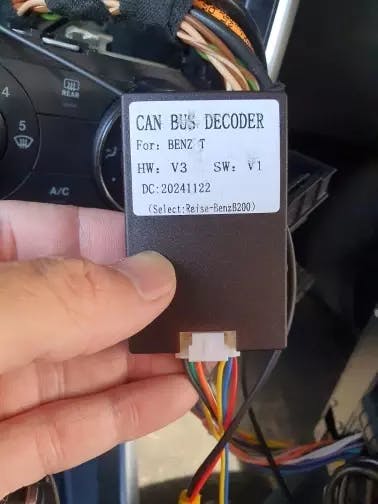 REAR
4
5
A/C
CAN BUS DECODER
For: BENZ T
HW: V3 SW: V1
DC:20241122
(Select:Reise-BenzB200)